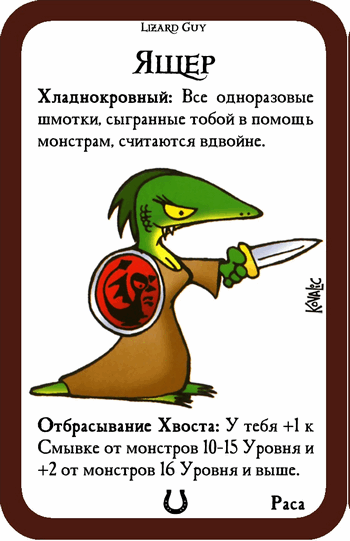 Lizard Guy
Ящер
Хладнокровный: Все одноразовые
шмотки, сыгранные тобой в помощь
монстрам, считаются вдвойне.
Kovalic
Отбрасывание Хвоста: У тебя +1 к
Смывке от монстров 10-15 Уровня и
+2 от монстров 16 Уровня и выше.
Раса